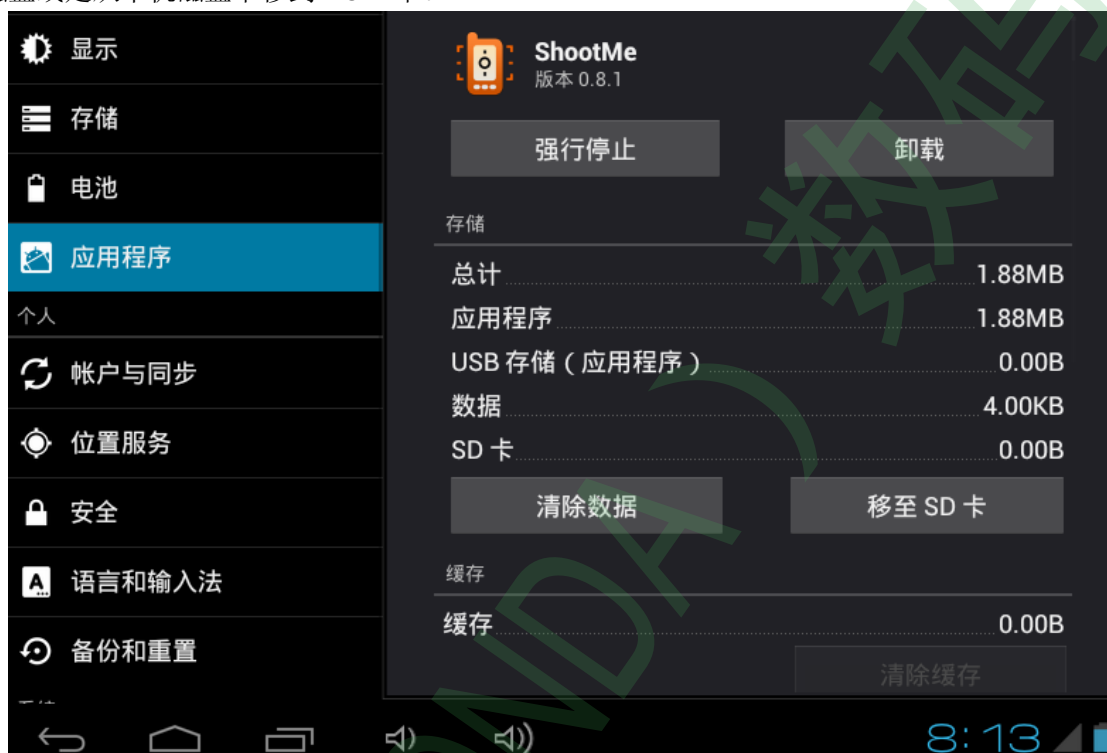 显示
存储
电池
应用程序
个人
帐户与同步
位置服务
安全
语言和输入法
备份和重置
ShootMe
版本 0.8.1
强行停止 卸载
存储
总计 1.88MB
应用程序 1.88MB
USB 存储（应用程序） 0.00B
数据 4.00KB
SD 卡 0.00B
清除数据 移至 SD 卡
缓存
缓存 0.00B
清除缓存
8:13
数码
NDA）